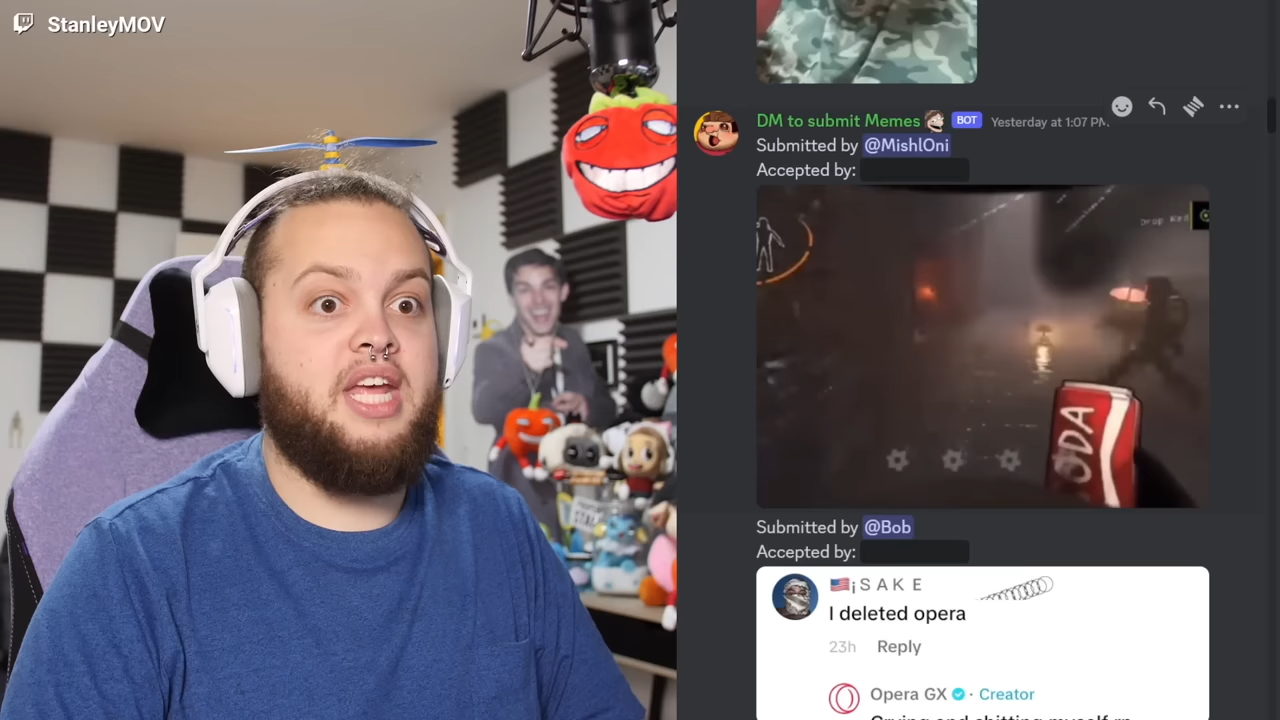 StanleyMOV
DM to submit Memes BOT Yesterday at 1:07 PM
Submitted by @MishlOni
Accepted by:
SODA
Submitted by @Bob
Accepted by:
🇺🇸¡S A K E
I deleted opera
23h Reply
Opera GX · Creator